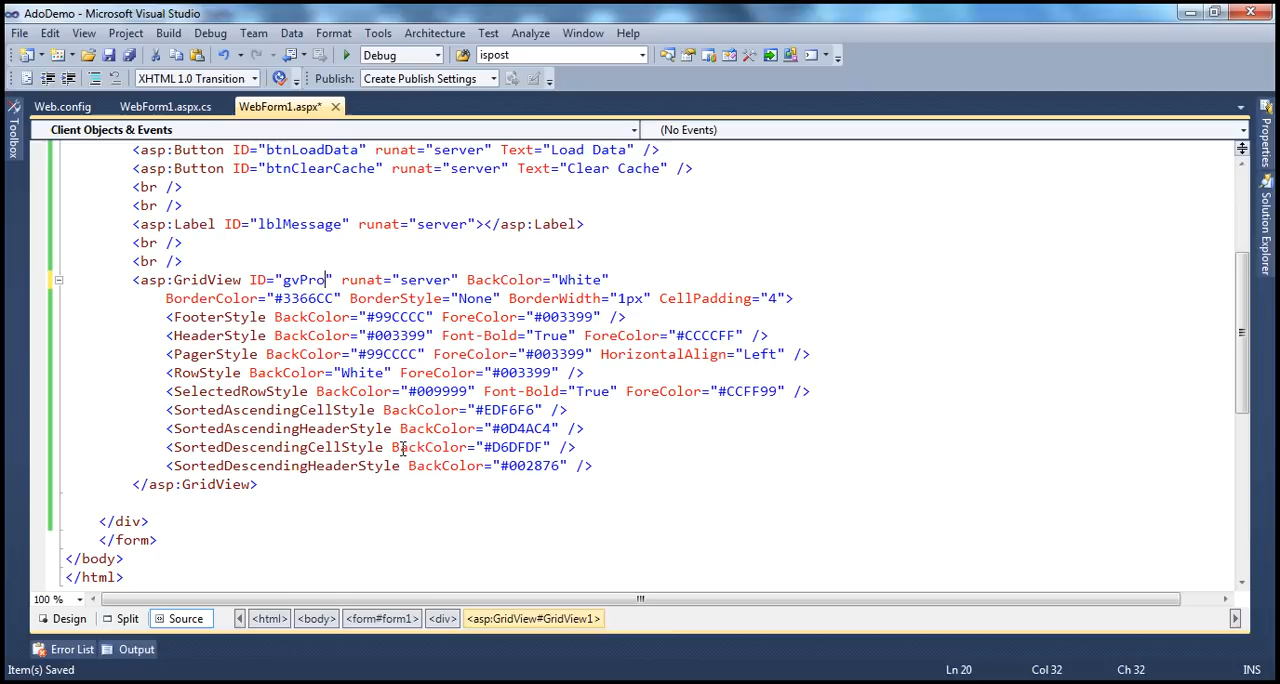 AdoDemo - Microsoft Visual Studio
File Edit View Project Build Debug Team Data Format Tools Architecture Test Analyze Window Help
Debug ispost
XHTML 1.0 Transition Publish: Create Publish Settings
Web.config WebForm1.aspx.cs WebForm1.aspx*
Toolbox
Client Objects & Events (No Events)
<asp:Button ID="btnLoadData" runat="server" Text="Load Data" />
<asp:Button ID="btnClearCache" runat="server" Text="Clear Cache" />
<br />
<br />
<asp:Label ID="lblMessage" runat="server"></asp:Label>
<br />
<br />
<asp:GridView ID="gvPro" runat="server" BackColor="White"
BorderColor="#3366CC" BorderStyle="None" BorderWidth="1px" CellPadding="4">
<FooterStyle BackColor="#99CCCC" ForeColor="#003399" />
<HeaderStyle BackColor="#003399" Font-Bold="True" ForeColor="#CCCCFF" />
<PagerStyle BackColor="#99CCCC" ForeColor="#003399" HorizontalAlign="Left" />
<RowStyle BackColor="White" ForeColor="#003399" />
<SelectedRowStyle BackColor="#009999" Font-Bold="True" ForeColor="#CCFF99" />
<SortedAscendingCellStyle BackColor="#EDF6F6" />
<SortedAscendingHeaderStyle BackColor="#0D4AC4" />
<SortedDescendingCellStyle BackColor="#D6DFDF" />
<SortedDescendingHeaderStyle BackColor="#002876" />
</asp:GridView>
</div>
</form>
</body>
</html>
Properties
Solution Explorer
100 %
Design Split Source <html> <body> <form#form1> <div> <asp:GridView#GridView1>
Error List Output
Item(s) Saved Ln 20 Col 32 Ch 32 INS